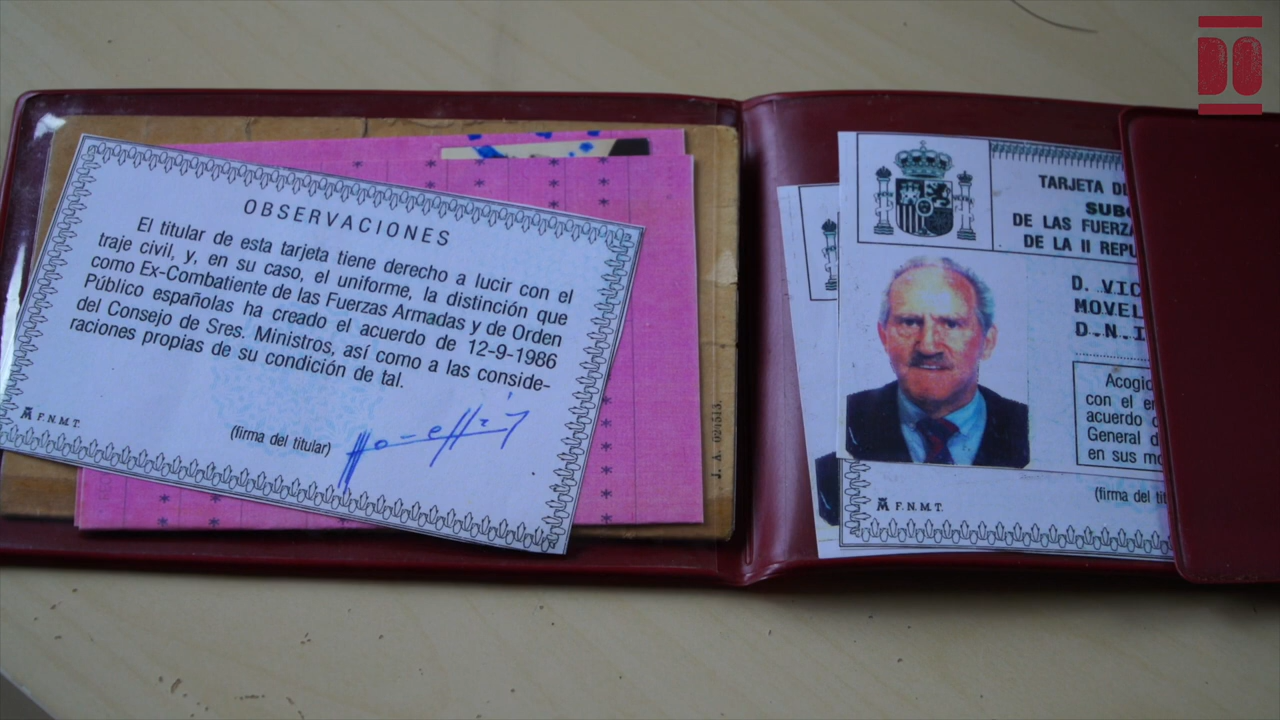 DO
OBSERVACIONES
El titular de esta tarjeta tiene derecho a lucir con el
traje civil, y, en su caso, el uniforme, la distinción que
como Ex-Combatiente de las Fuerzas Armadas y de Orden
Público españolas ha creado el acuerdo de 12-9-1986
del Consejo de Sres. Ministros, así como a las conside-
raciones propias de su condición de tal.
F.N.M.T.
(firma del titular)
J. A. 024513.
TARJETA D
SUB
DE LAS FUERZA
DE LA II REPU
D. VIC
MOVEL
D.N.I
Acogi
con el e
acuerdo d
General d
en sus mo
(firma del tit
F.N.M.T.